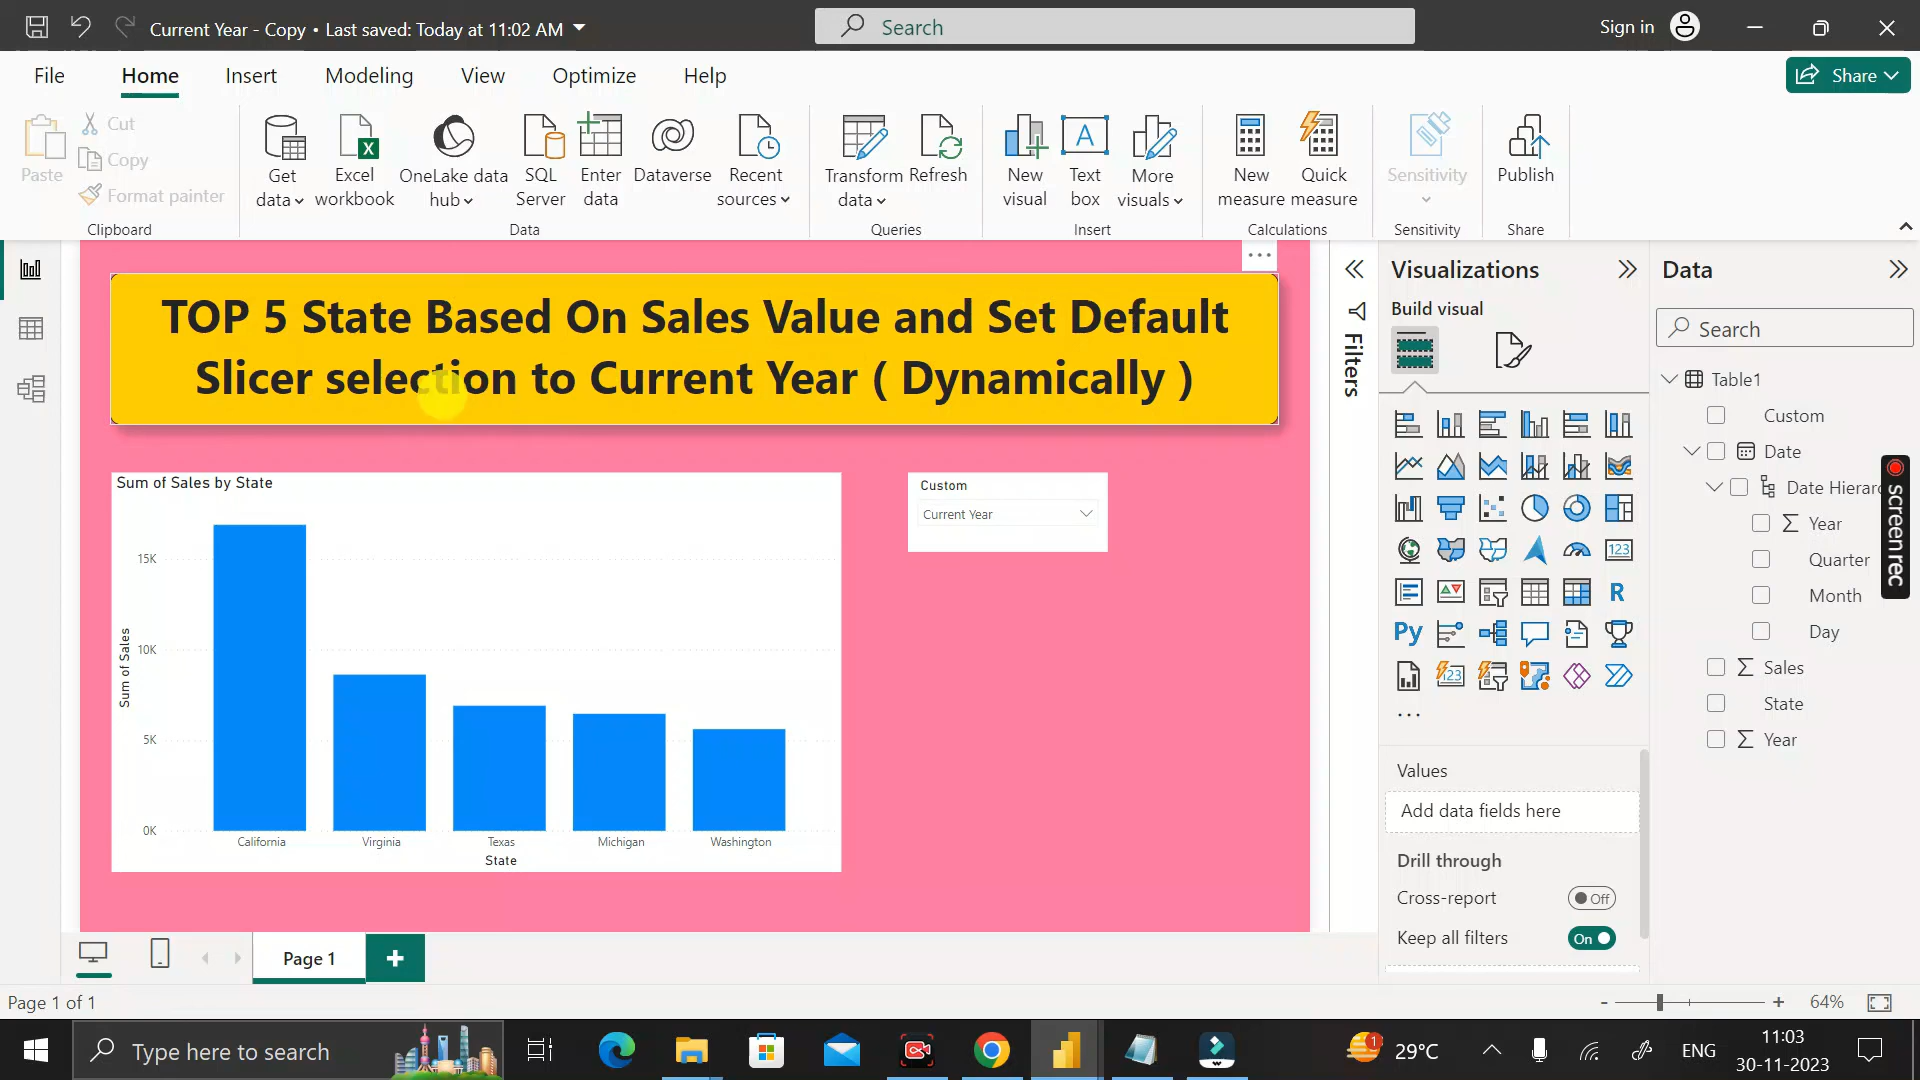 Current Year - Copy • Last saved: Today at 11:02 AM
Search
Sign in
File Home Insert Modeling View Optimize Help
Share
Paste
Cut
Copy
Format painter
Clipboard
Get data
Excel workbook
OneLake data hub
SQL Server
Enter data
Dataverse
Recent sources
Data
Transform data
Refresh
Queries
New visual
Text box
More visuals
Insert
New measure
Quick measure
Calculations
Sensitivity
Sensitivity
Publish
Share
TOP 5 State Based On Sales Value and Set Default
Slicer selection to Current Year ( Dynamically )
Sum of Sales by State
Sum of Sales
15K
10K
5K
0K
California Virginia Texas Michigan Washington
State
Custom
Current Year
Filters
Visualizations
Build visual
123
R
Py
123
Values
Add data fields here
Drill through
Cross-report
Off
Keep all filters
On
Data
Search
Table1
Custom
Date
Date Hierarc
Year
Quarter
Month
Day
Sales
State
Year
screen rec
Page 1
Page 1 of 1
64%
Type here to search
1
29°C
ENG
11:03
30-11-2023